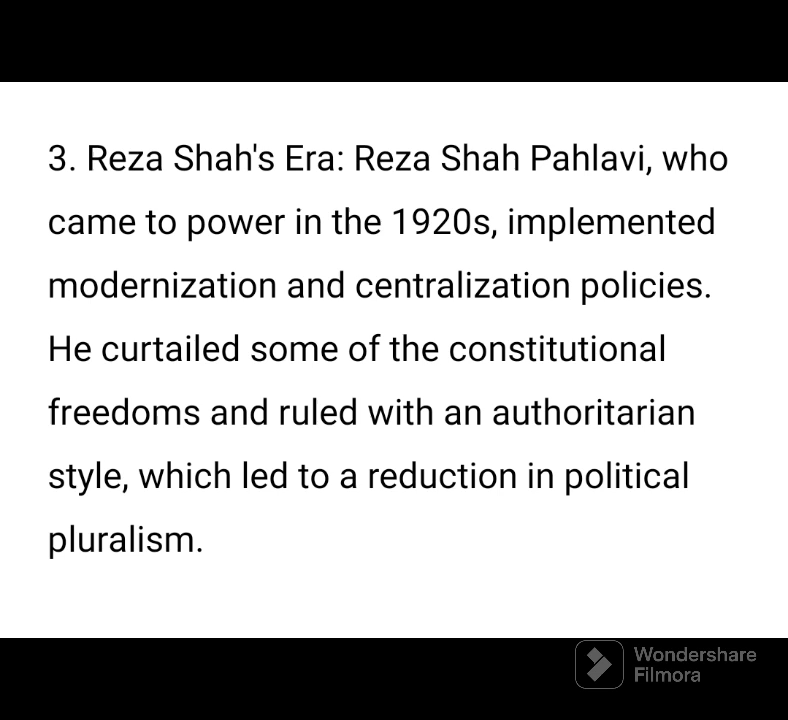 3. Reza Shah's Era: Reza Shah Pahlavi, who
came to power in the 1920s, implemented
modernization and centralization policies.
He curtailed some of the constitutional
freedoms and ruled with an authoritarian
style, which led to a reduction in political
pluralism.
Wondershare
Filmora